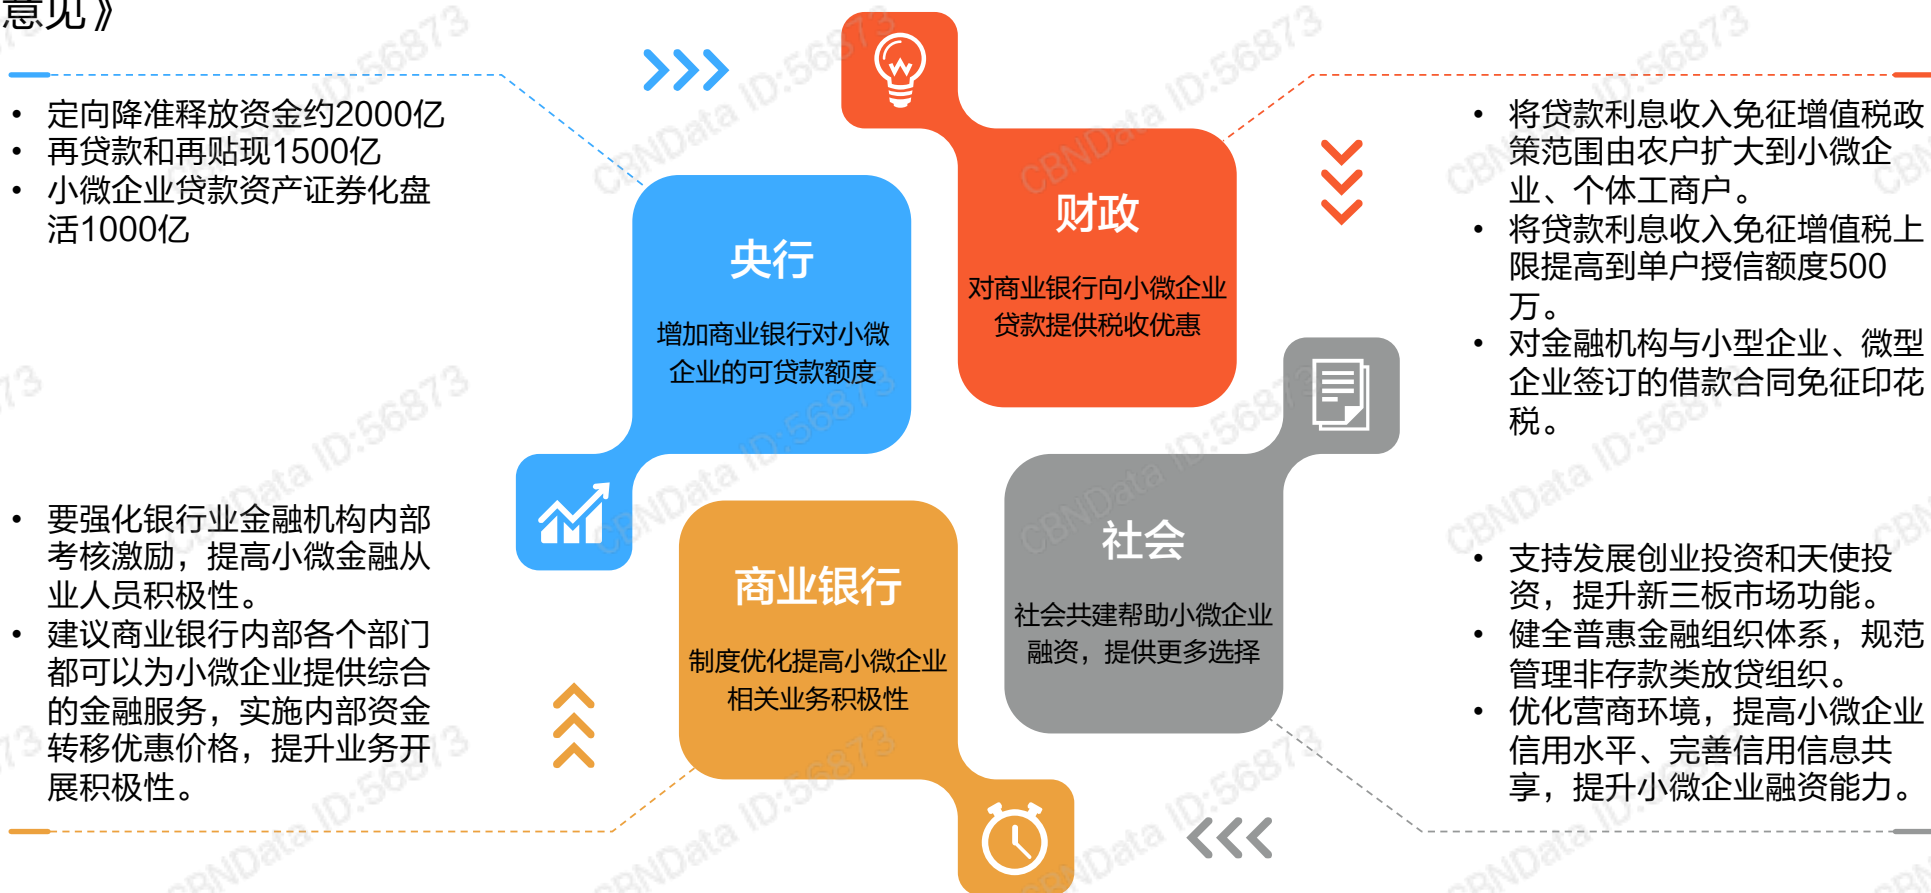 意见》
• 定向降准释放资金约2000亿
• 再贷款和再贴现1500亿
• 小微企业贷款资产证券化盘
活1000亿
央行
增加商业银行对小微
企业的可贷款额度
财政
对商业银行向小微企业
贷款提供税收优惠
• 将贷款利息收入免征增值税政
策范围由农户扩大到小微企
业、个体工商户。
• 将贷款利息收入免征增值税上
限提高到单户授信额度500
万。
• 对金融机构与小型企业、微型
企业签订的借款合同免征印花
税。
• 要强化银行业金融机构内部
考核激励，提高小微金融从
业人员积极性。
• 建议商业银行内部各个部门
都可以为小微企业提供综合
的金融服务，实施内部资金
转移优惠价格，提升业务开
展积极性。
商业银行
制度优化提高小微企业
相关业务积极性
社会
社会共建帮助小微企业
融资，提供更多选择
• 支持发展创业投资和天使投
资，提升新三板市场功能。
• 健全普惠金融组织体系，规范
管理非存款类放贷组织。
• 优化营商环境，提高小微企业
信用水平、完善信用信息共
享，提升小微企业融资能力。
CBNData ID:56873